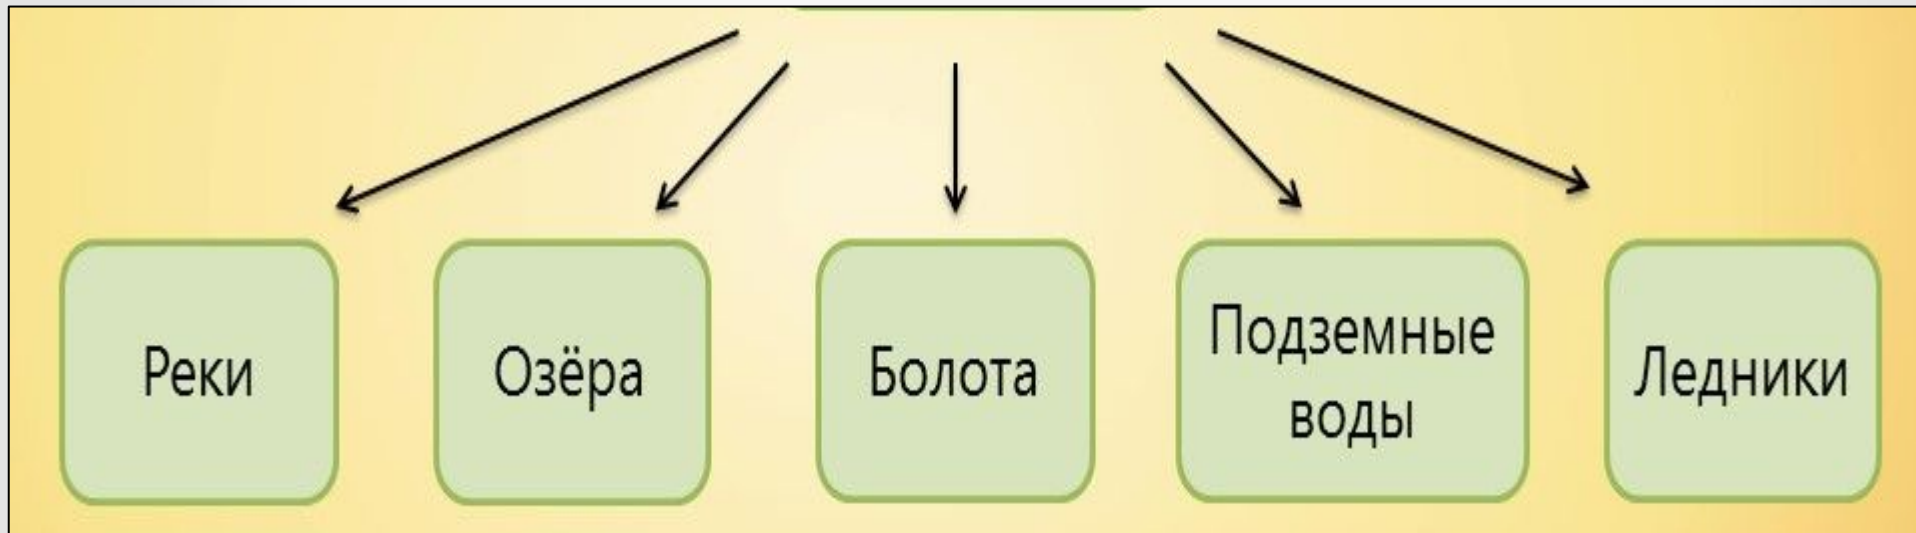 Реки
Озёра
Болота
Подземные
воды
Ледники